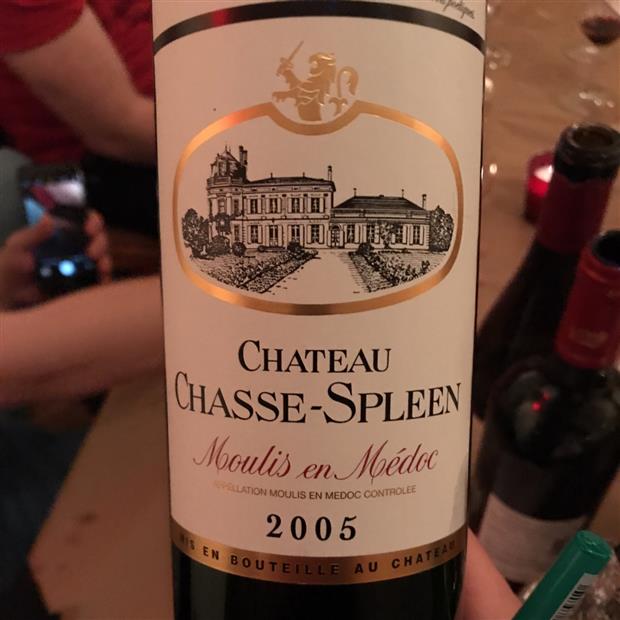 CHATEAU
CHASSE-SPLEEN
Moulis en Médoc
APPELLATION MOULIS EN MEDOC CONTROLEE
2005
MIS EN BOUTEILLE AU CHATEAU